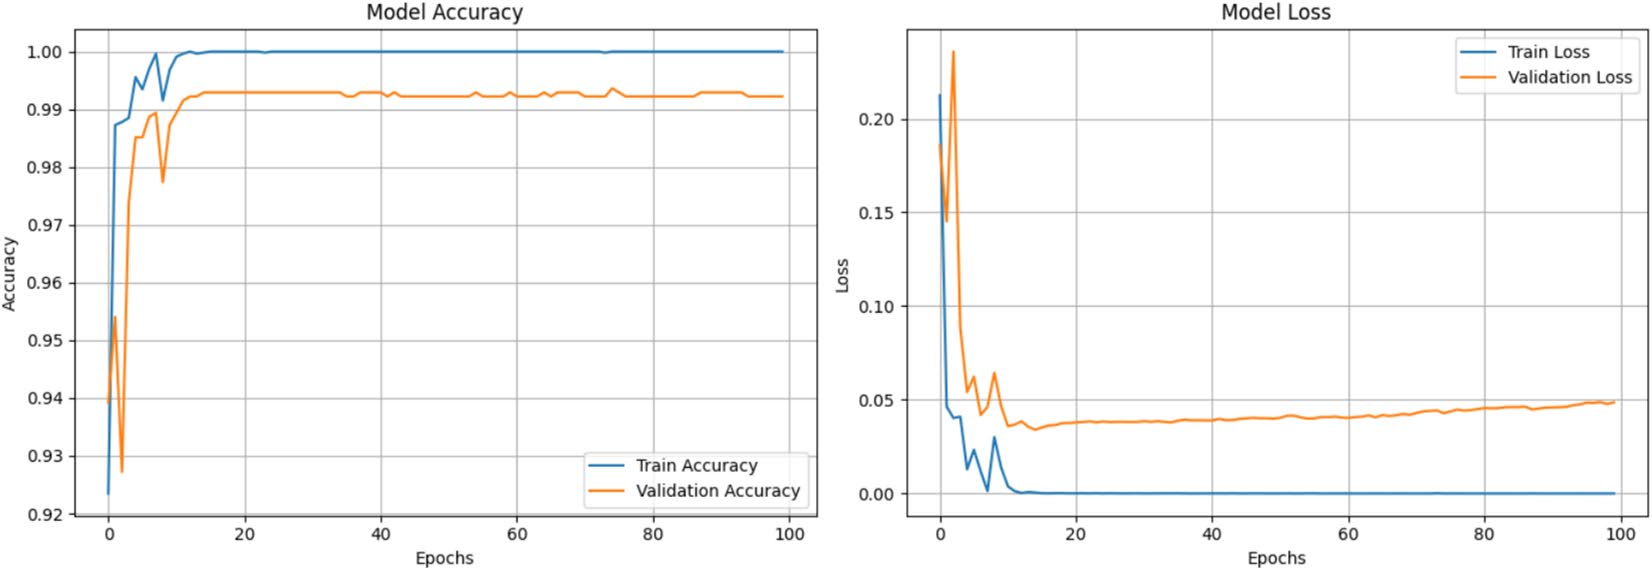 Model Accuracy
1.00
0.99
0.98
0.97
0.96
0.95
0.94
0.93
0.92
Accuracy
0 20 40 60 80 100
Epochs
Train Accuracy
Validation Accuracy
Model Loss
0.20
0.15
0.10
0.05
0.00
Loss
0 20 40 60 80 100
Epochs
Train Loss
Validation Loss